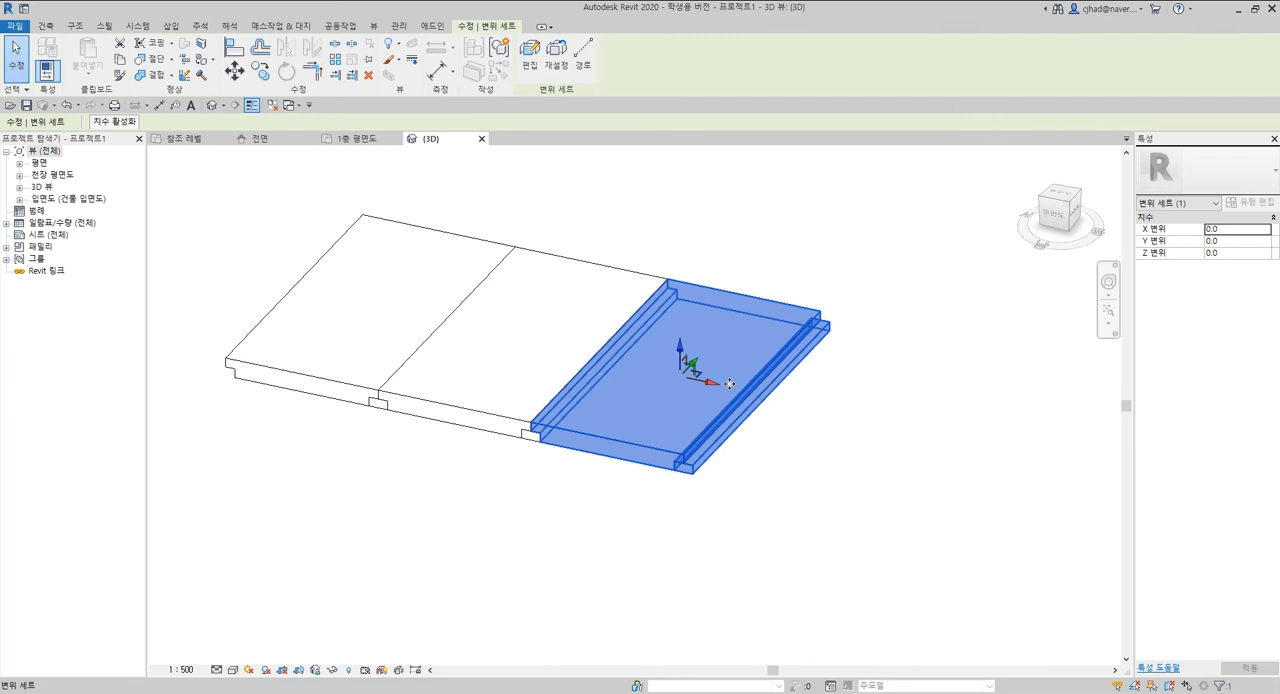 Autodesk Revit 2020 - 학생용 버전 - 프로젝트1 - 3D 뷰: {3D}
cjhad@naver....
파일 건축 구조 스틸 시스템 삽입 주석 해석 매스작업 & 대지 공동작업 뷰 관리 애드인 수정 | 변위 세트
수정
붙여넣기
코핑
절단
결합
편집 재설정 경로
선택 특성 클립보드 형상 수정 뷰 측정 작성 변위 세트
수정 | 변위 세트 지수 활성화
프로젝트 탐색기 - 프로젝트1
참조 레벨 전면 1층 평면도 {3D}
특성
뷰 (전체)
평면
천장 평면도
3D 뷰
입면도 (건물 입면도)
범례
일람표/수량 (전체)
시트 (전체)
패밀리
그룹
Revit 링크
변위 세트 (1) 유형 편집
지수
X 변위 0.0
Y 변위 0.0
Z 변위 0.0
1 : 500
특성 도움말 적용
변위 세트
:0
주모델
:1